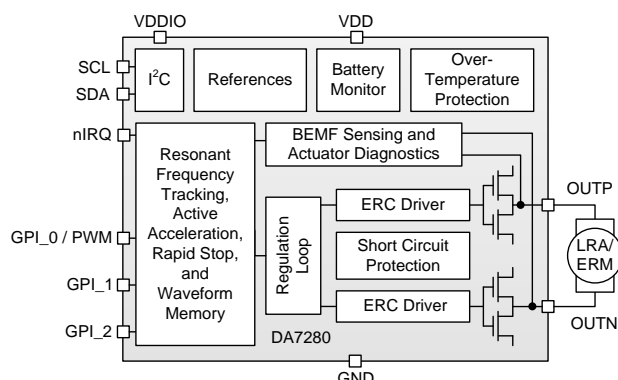 VDDIO
VDD
SCL
SDA
I²C
References
Battery
Monitor
Over-
Temperature
Protection
nIRQ
GPI_0 / PWM
GPI_1
GPI_2
Resonant
Frequency
Tracking,
Active
Acceleration,
Rapid Stop,
and
Waveform
Memory
BEMF Sensing and
Actuator Diagnostics
Regulation
Loop
ERC Driver
Short Circuit
Protection
ERC Driver
DA7280
OUTP
LRA/
ERM
OUTN
GND